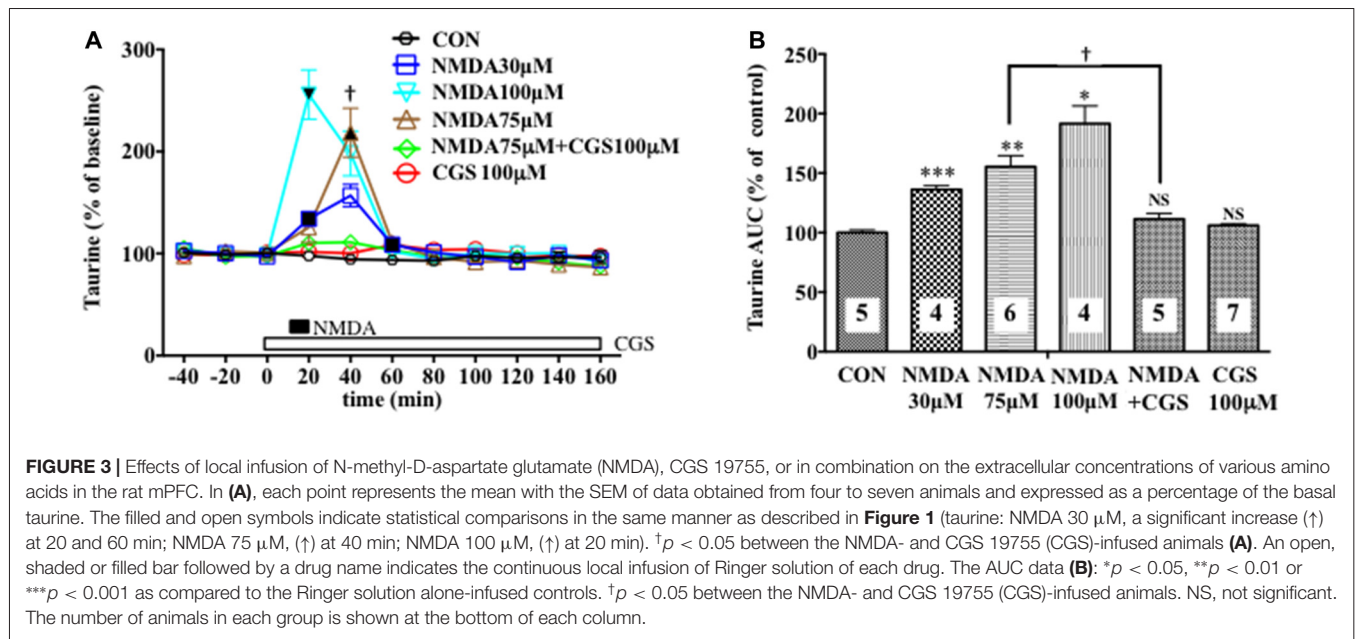 A
Taurine (% of baseline)
300
200
100
0
CON
NMDA30µM
NMDA100µM
NMDA75µM
NMDA75µM+CGS100µM
CGS 100µM
†
NMDA
CGS
-40 -20 0 20 40 60 80 100 120 140 160
time (min)
B
Taurine AUC (% of control)
250
200
150
100
50
0
†
*** ** * NS NS
5 4 6 4 5 7
CON NMDA NMDA NMDA NMDA CGS
30µM 75µM 100µM +CGS 100µM
FIGURE 3 | Effects of local infusion of N-methyl-D-aspartate glutamate (NMDA), CGS 19755, or in combination on the extracellular concentrations of various amino
acids in the rat mPFC. In (A), each point represents the mean with the SEM of data obtained from four to seven animals and expressed as a percentage of the basal
taurine. The filled and open symbols indicate statistical comparisons in the same manner as described in Figure 1 (taurine: NMDA 30 µM, a significant increase (↑)
at 20 and 60 min; NMDA 75 µM, (↑) at 40 min; NMDA 100 µM, (↑) at 20 min). †p < 0.05 between the NMDA- and CGS 19755 (CGS)-infused animals (A). An open,
shaded or filled bar followed by a drug name indicates the continuous local infusion of Ringer solution of each drug. The AUC data (B): *p < 0.05, **p < 0.01 or
***p < 0.001 as compared to the Ringer solution alone-infused controls. †p < 0.05 between the NMDA- and CGS 19755 (CGS)-infused animals. NS, not significant.
The number of animals in each group is shown at the bottom of each column.